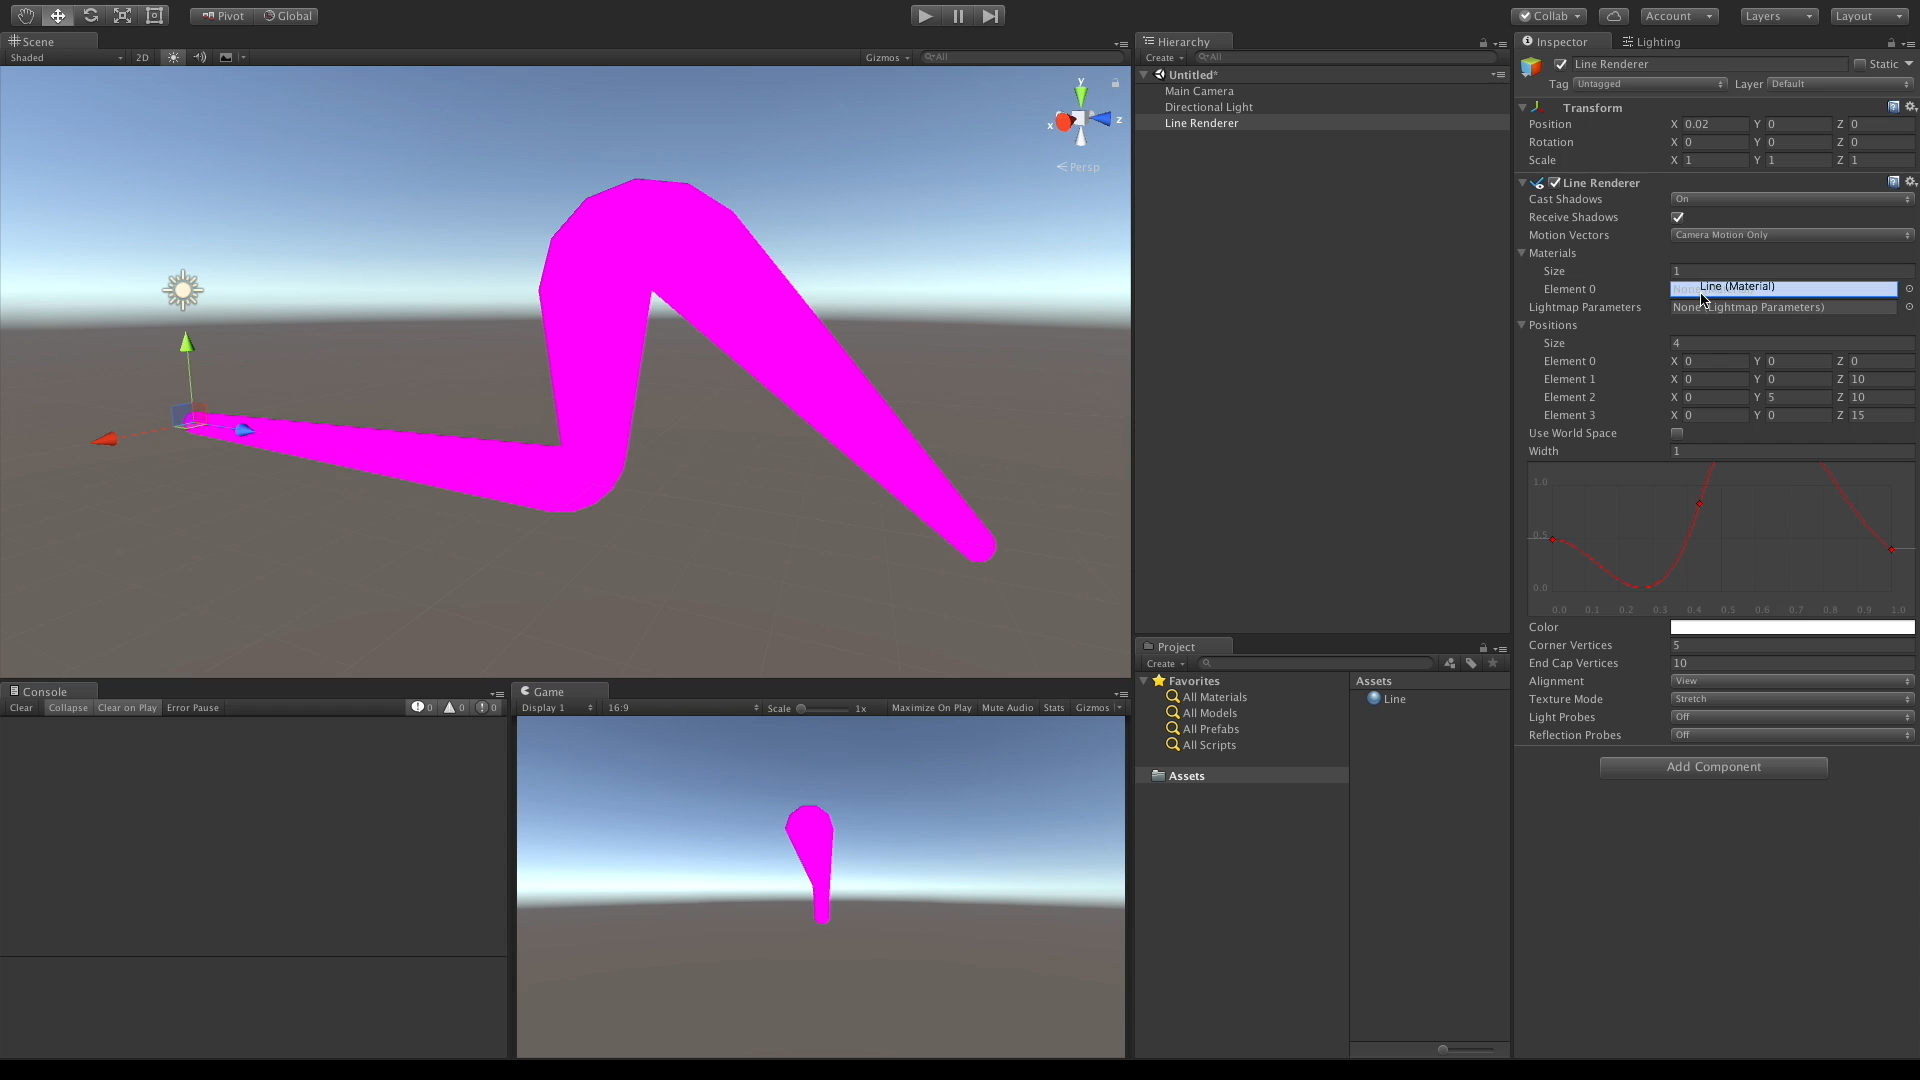 Pivot Global Collab Account Layers Layout
Scene
Shaded 2D Gizmos All
y
x z
Persp
Hierarchy
Create All
Untitled*
Main Camera
Directional Light
Line Renderer
Inspector Lighting
Line Renderer Static
Tag Untagged Layer Default
Transform
Position X 0.02 Y 0 Z 0
Rotation X 0 Y 0 Z 0
Scale X 1 Y 1 Z 1
Line Renderer
Cast Shadows On
Receive Shadows
Motion Vectors Camera Motion Only
Materials
Size 1
Element 0 Line (Material)
Lightmap Parameters None (Lightmap Parameters)
Positions
Size 4
Element 0 X 0 Y 0 Z 0
Element 1 X 0 Y 0 Z 10
Element 2 X 0 Y 5 Z 10
Element 3 X 0 Y 0 Z 15
Use World Space
Width 1
1.0
0.5
0.0
0.0 0.1 0.2 0.3 0.4 0.5 0.6 0.7 0.8 0.9 1.0
Color
Corner Vertices 5
End Cap Vertices 10
Alignment View
Texture Mode Stretch
Light Probes Off
Reflection Probes Off
Add Component
Console
Clear Collapse Clear on Play Error Pause 0 0 0
Game
Display 1 16:9 Scale 1x Maximize On Play Mute Audio Stats Gizmos
Project
Create
Favorites
All Materials
All Models
All Prefabs
All Scripts
Assets
Assets
Line